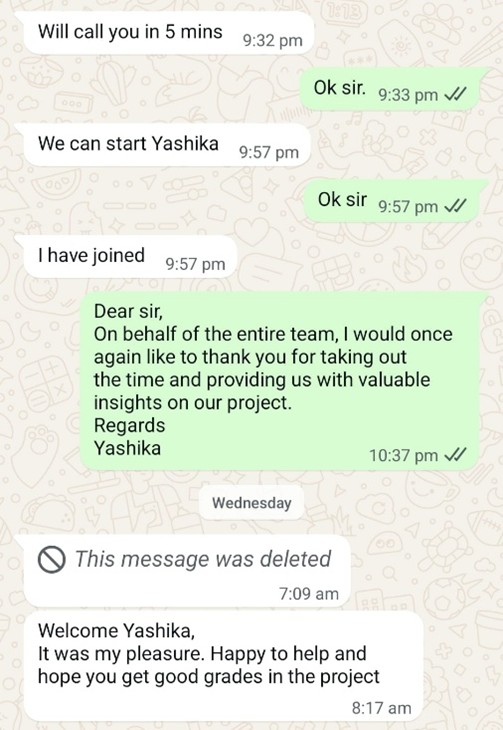 Will call you in 5 mins 9:32 pm
Ok sir. 9:33 pm
We can start Yashika 9:57 pm
Ok sir 9:57 pm
I have joined 9:57 pm
Dear sir,
On behalf of the entire team, I would once
again like to thank you for taking out
the time and providing us with valuable
insights on our project.
Regards
Yashika 10:37 pm
Wednesday
This message was deleted
7:09 am
Welcome Yashika,
It was my pleasure. Happy to help and
hope you get good grades in the project
8:17 am